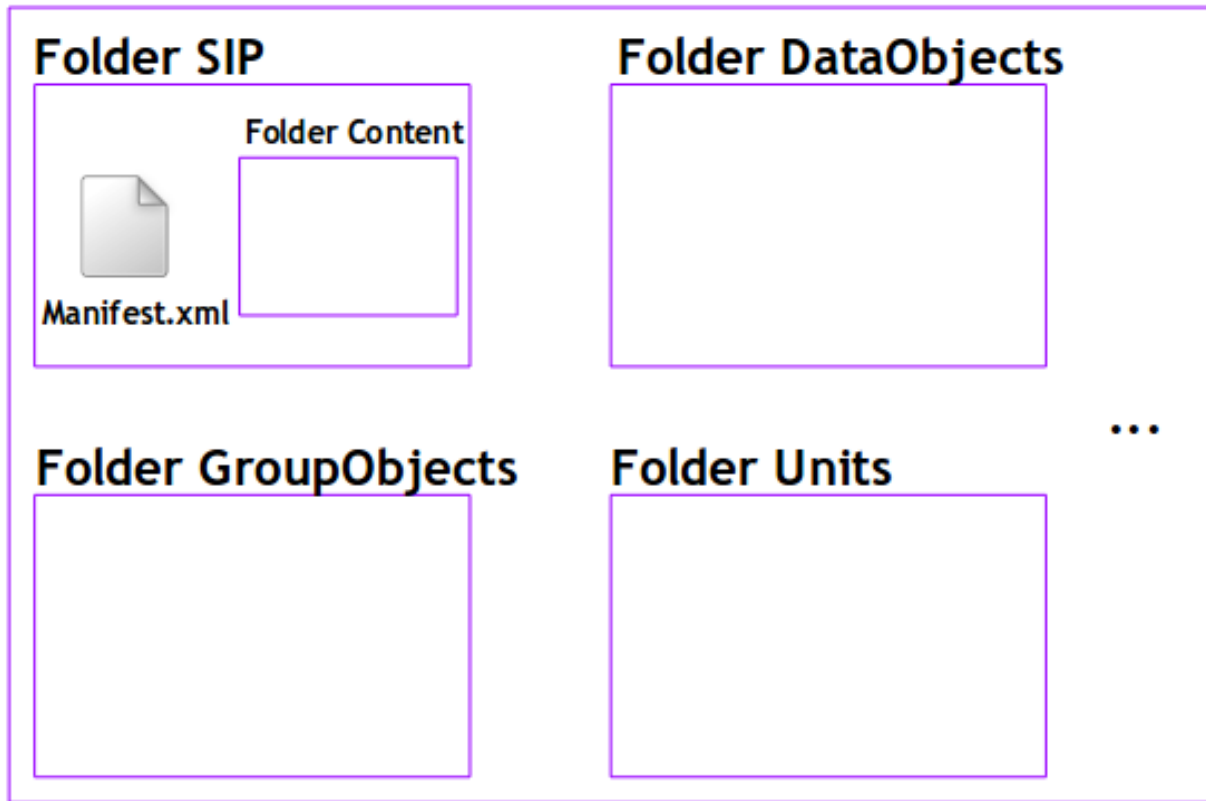 Folder SIP
Folder DataObjects
Folder Content
Manifest.xml
...
Folder GroupObjects
Folder Units